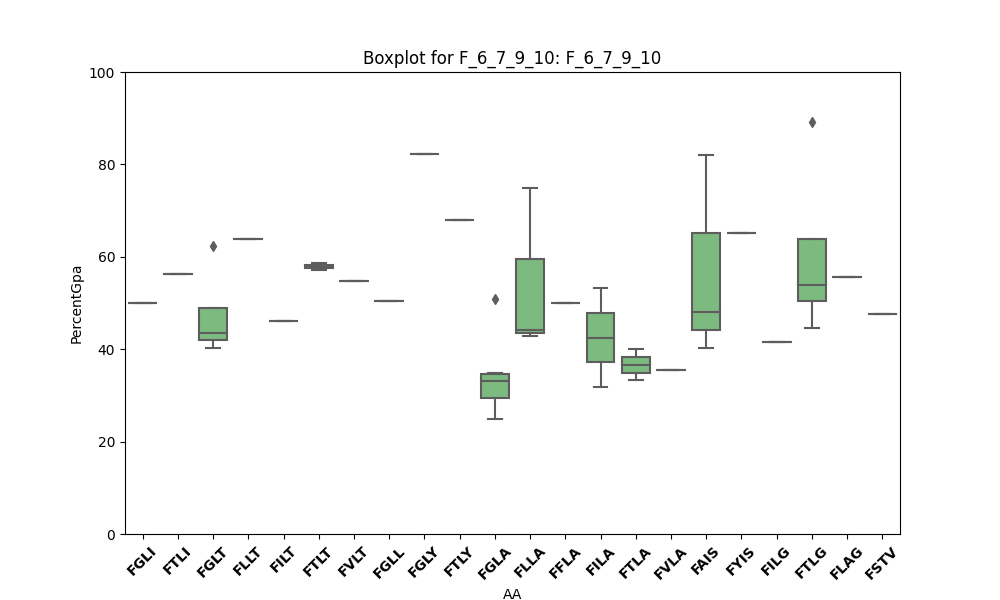 Boxplot for F_6_7_9_10: F_6_7_9_10
100
80
60
40
20
0
PercentGpa
FGLI FTLI FGLT FLLT FILT FTLT FVLT FGLL FGLY FTLY FGLA FLLA FFLA FILA FTLA FVLA FAIS FYIS FILG FTLG FLAG FSTV
AA